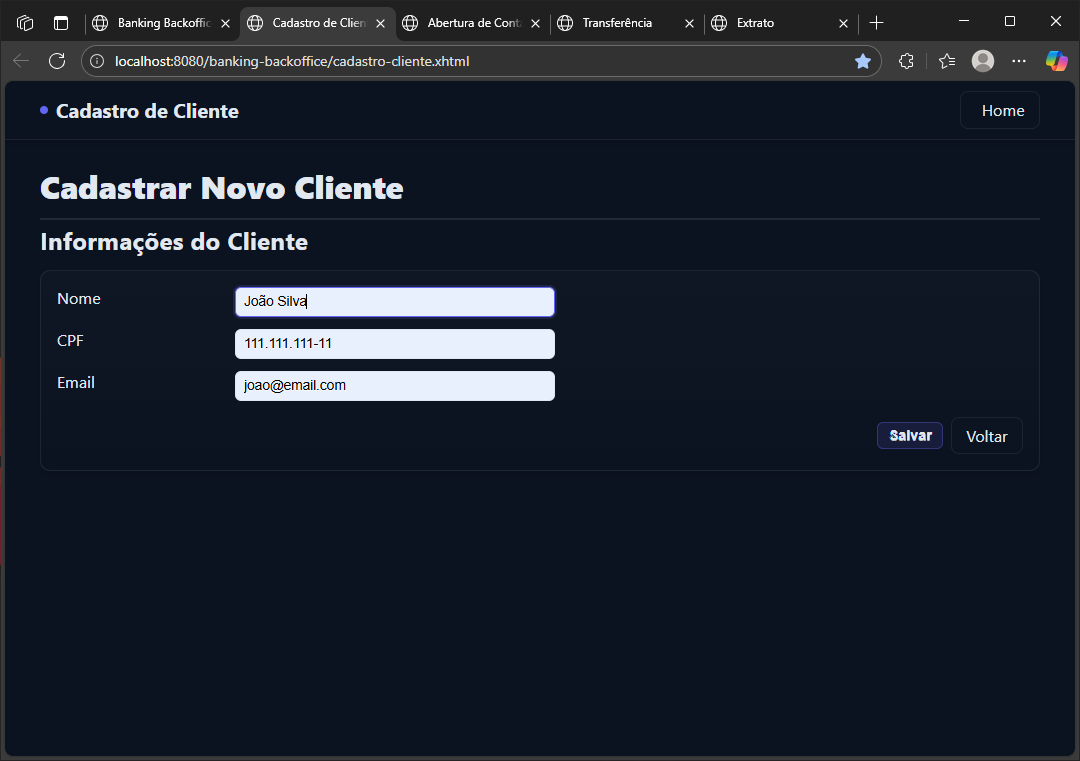 Banking Backoffic
Cadastro de Clien
Abertura de Conta
Transferência
Extrato
localhost:8080/banking-backoffice/cadastro-cliente.xhtml
Cadastro de Cliente
Home
Cadastrar Novo Cliente
Informações do Cliente
Nome
João Silva
CPF
111.111.111-11
Email
joao@email.com
Salvar
Voltar